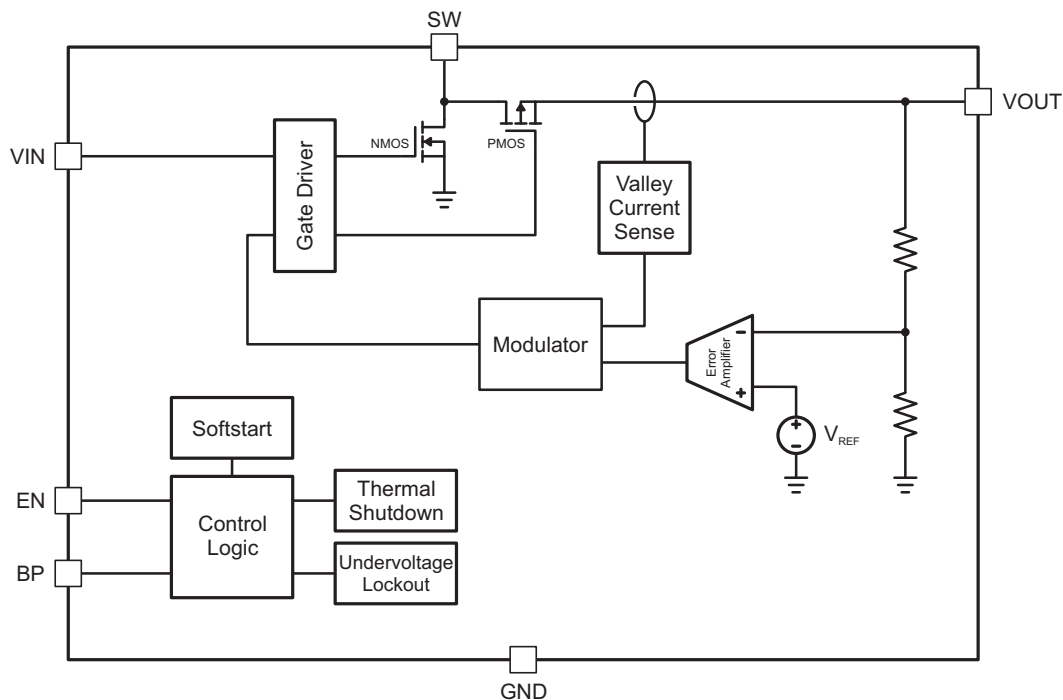 SW
VOUT
VIN
NMOS
PMOS
Gate Driver
Valley
Current
Sense
Modulator
Error
Amplifier
VREF
Softstart
EN
BP
Control
Logic
Thermal
Shutdown
Undervoltage
Lockout
GND